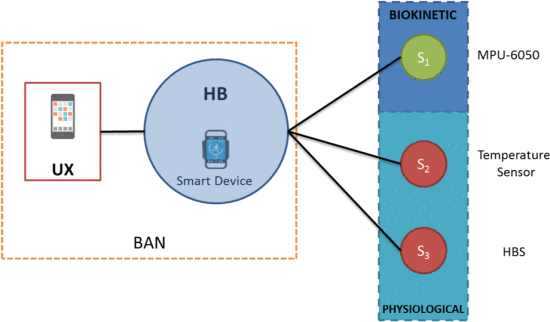 BIOKINETIC
S1
MPU-6050
HB
UX
Smart Device
S2
Temperature
Sensor
S3
HBS
BAN
PHYSIOLOGICAL